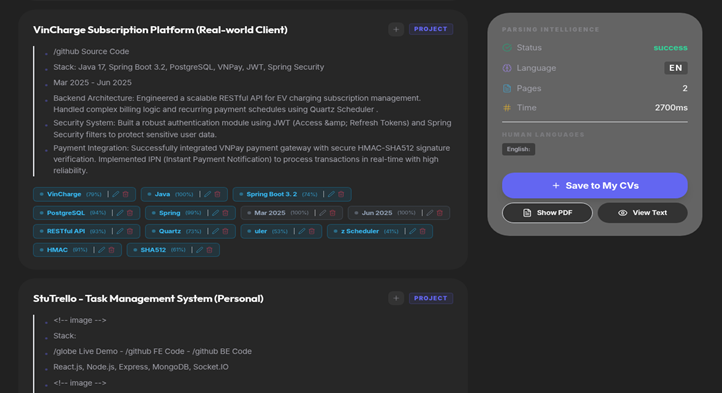 VinCharge Subscription Platform (Real-world Client)
+ PROJECT
/github Source Code
Stack: Java 17, Spring Boot 3.2, PostgreSQL, VNPay, JWT, Spring Security
Mar 2025 - Jun 2025
Backend Architecture: Engineered a scalable RESTful API for EV charging subscription management.
Handled complex billing logic and recurring payment schedules using Quartz Scheduler .
Security System: Built a robust authentication module using JWT (Access &amp; Refresh Tokens) and Spring
Security filters to protect sensitive user data.
Payment Integration: Successfully integrated VNPay payment gateway with secure HMAC-SHA512 signature
verification. Implemented IPN (Instant Payment Notification) to process transactions in real-time with high
reliability.
VinCharge (79%) | Java (100%) | Spring Boot 3. 2 (74%) |
PostgreSQL (94%) | Spring (69%) | Mar 2025 (100%) | Jun 2025 (100%) |
RESTful API (92%) | Quartz (72%) | uler (53%) | z Scheduler (41%) |
HMAC (91%) | SHA512 (61%) |
StuTrello - Task Management System (Personal)
+ PROJECT
<!-- image -->
Stack:
/globe Live Demo - /github FE Code - /github BE Code
React.js, Node.js, Express, MongoDB, Socket.IO
<!-- image -->
PARSING INTELLIGENCE
Status success
Language EN
Pages 2
Time 2700ms
HUMAN LANGUAGES
English:
+ Save to My CVs
Show PDF
View Text